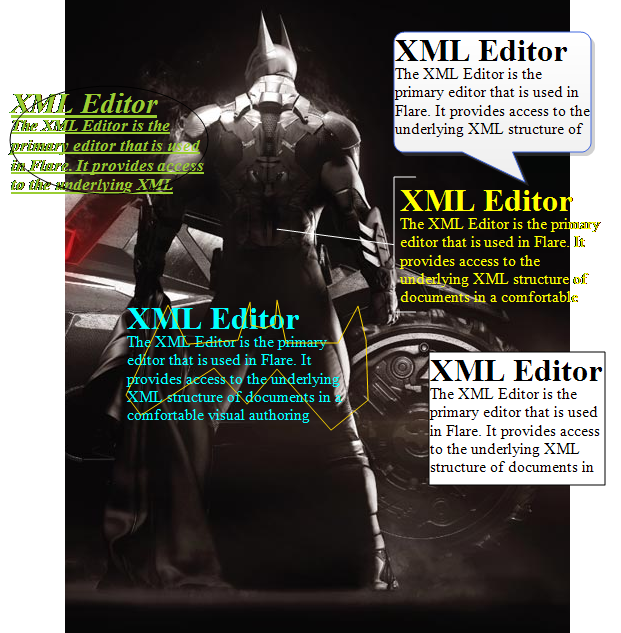 XML Editor
The XML Editor is the
primary editor that is used in
Flare. It provides access to the
underlying XML structure of
XML Editor
The XML Editor is the
primary editor that is used
in Flare. It provides access
to the underlying XML
XML Editor
The XML Editor is the primary
editor that is used in Flare. It
provides access to the
underlying XML structure of
documents in a comfortable
XML Editor
The XML Editor is the primary
editor that is used in Flare. It
provides access to the underlying
XML structure of documents in a
comfortable visual authoring
XML Editor
The XML Editor is the
primary editor that is used
in Flare. It provides access
to the underlying XML
structure of documents in